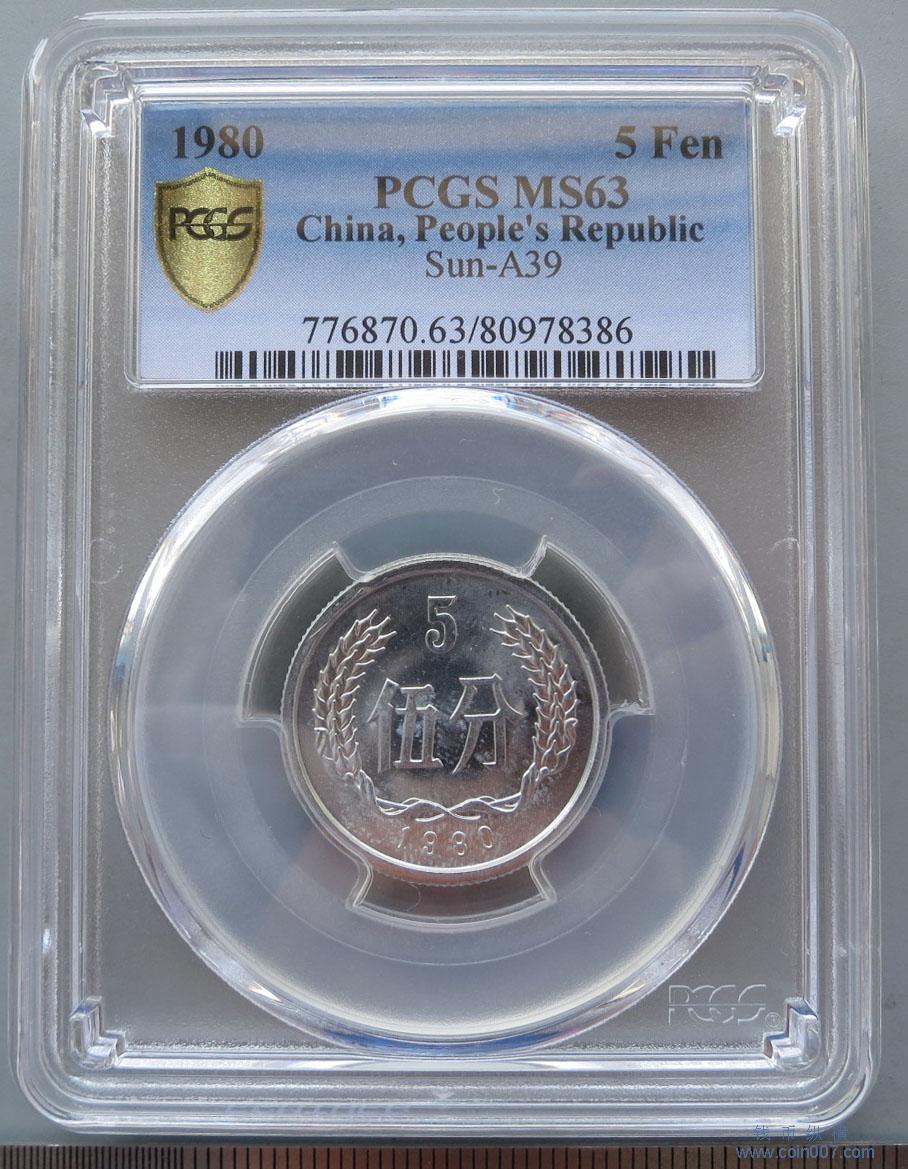 1980 5 Fen
PCGS MS63
PCGS
China, People's Republic
Sun-A39
776870.63/80978386
5
5
伍分
1980
PCGS
钱币纵横
www.coin007.com